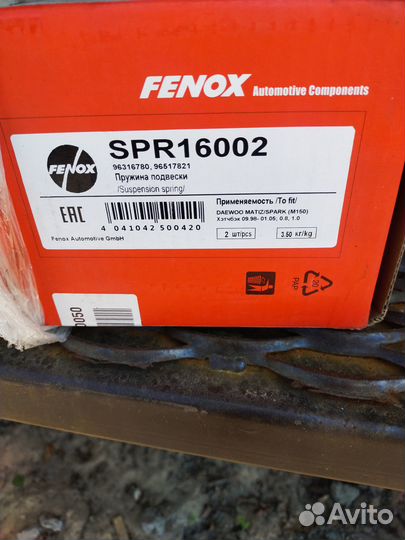 FENOX Automotive Components
FENOX
SPR16002
96316780, 96517821
Пружина подвески
/Suspension spring/
Применяемость /To fit/
DAEWOO MATIZ/SPARK (M150)
Хэтчбэк 09.98- 01.05; 0.8, 1.0
EAC
4 041042 500420
2 шт/pcs
3.50 кг/kg
Fenox Automotive GmbH
20
PAP
0050
Avito